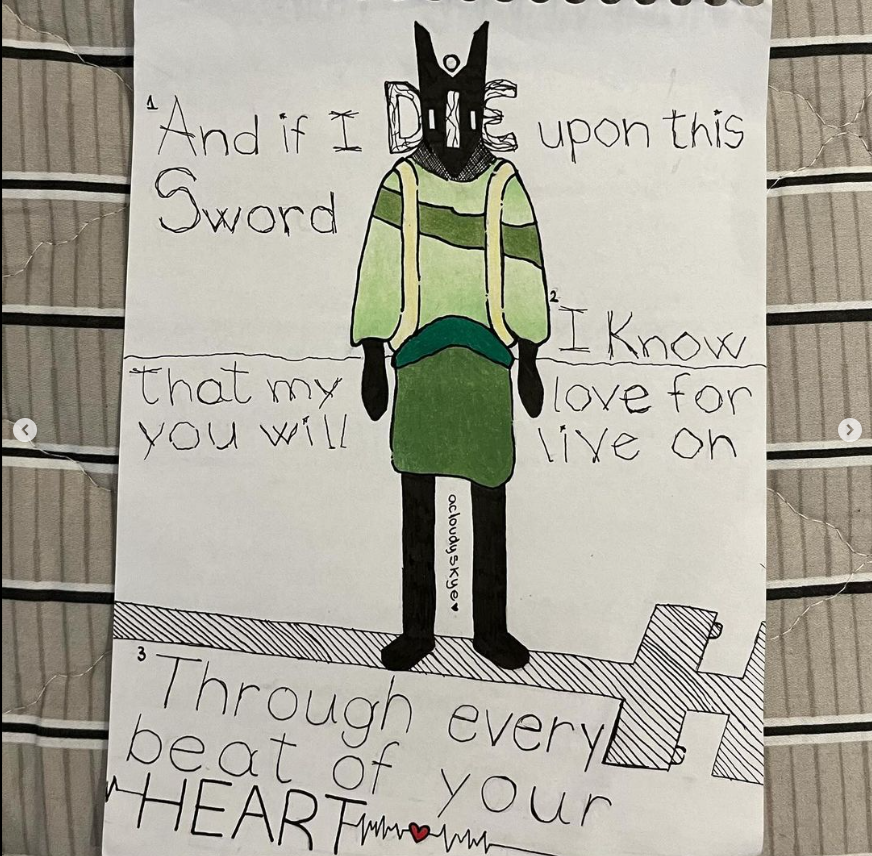 1 And if I DIE upon this
Sword
2 I Know
that my love for
you will live on
acloudyskye
3 Through every
beat of your
HEART